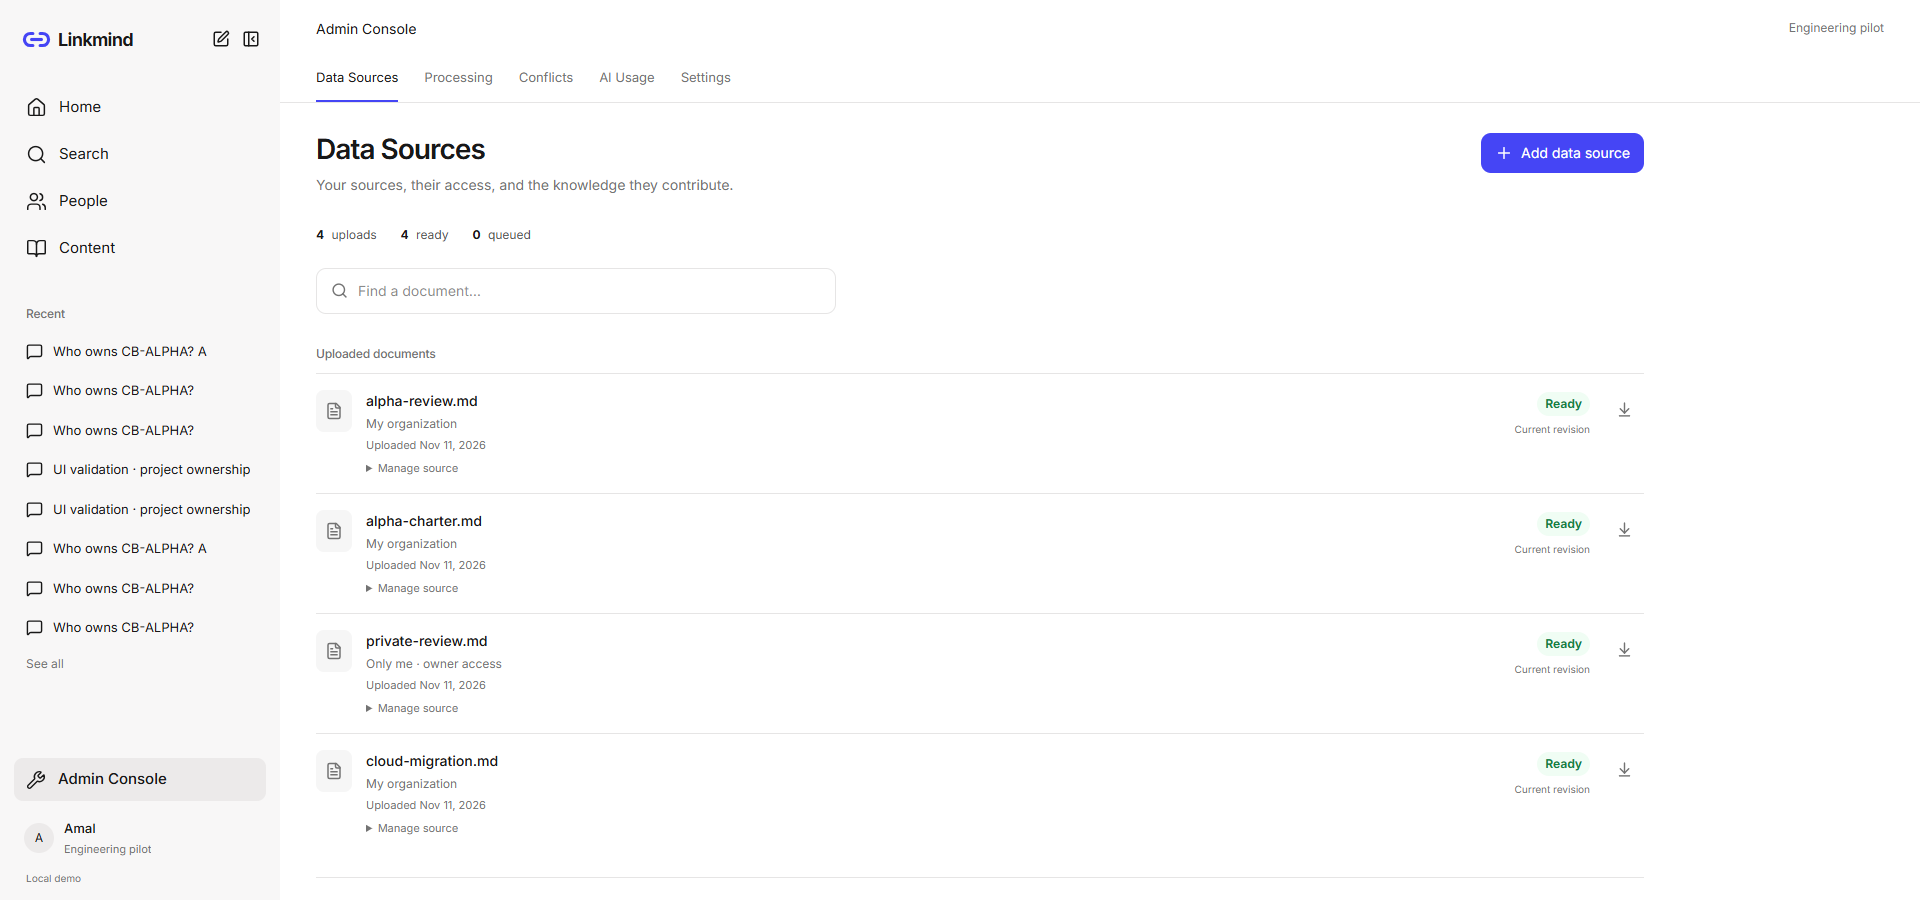 Linkmind
Home
Search
People
Content
Recent
Who owns CB-ALPHA? A
Who owns CB-ALPHA?
Who owns CB-ALPHA?
UI validation · project ownership
UI validation · project ownership
Who owns CB-ALPHA? A
Who owns CB-ALPHA?
Who owns CB-ALPHA?
See all
Admin Console
A
Amal
Engineering pilot
Local demo
Admin Console
Engineering pilot
Data Sources Processing Conflicts AI Usage Settings
Data Sources
Add data source
Your sources, their access, and the knowledge they contribute.
4 uploads 4 ready 0 queued
Find a document...
Uploaded documents
alpha-review.md
My organization
Uploaded Nov 11, 2026
Manage source
Ready
Current revision
alpha-charter.md
My organization
Uploaded Nov 11, 2026
Manage source
Ready
Current revision
private-review.md
Only me · owner access
Uploaded Nov 11, 2026
Manage source
Ready
Current revision
cloud-migration.md
My organization
Uploaded Nov 11, 2026
Manage source
Ready
Current revision